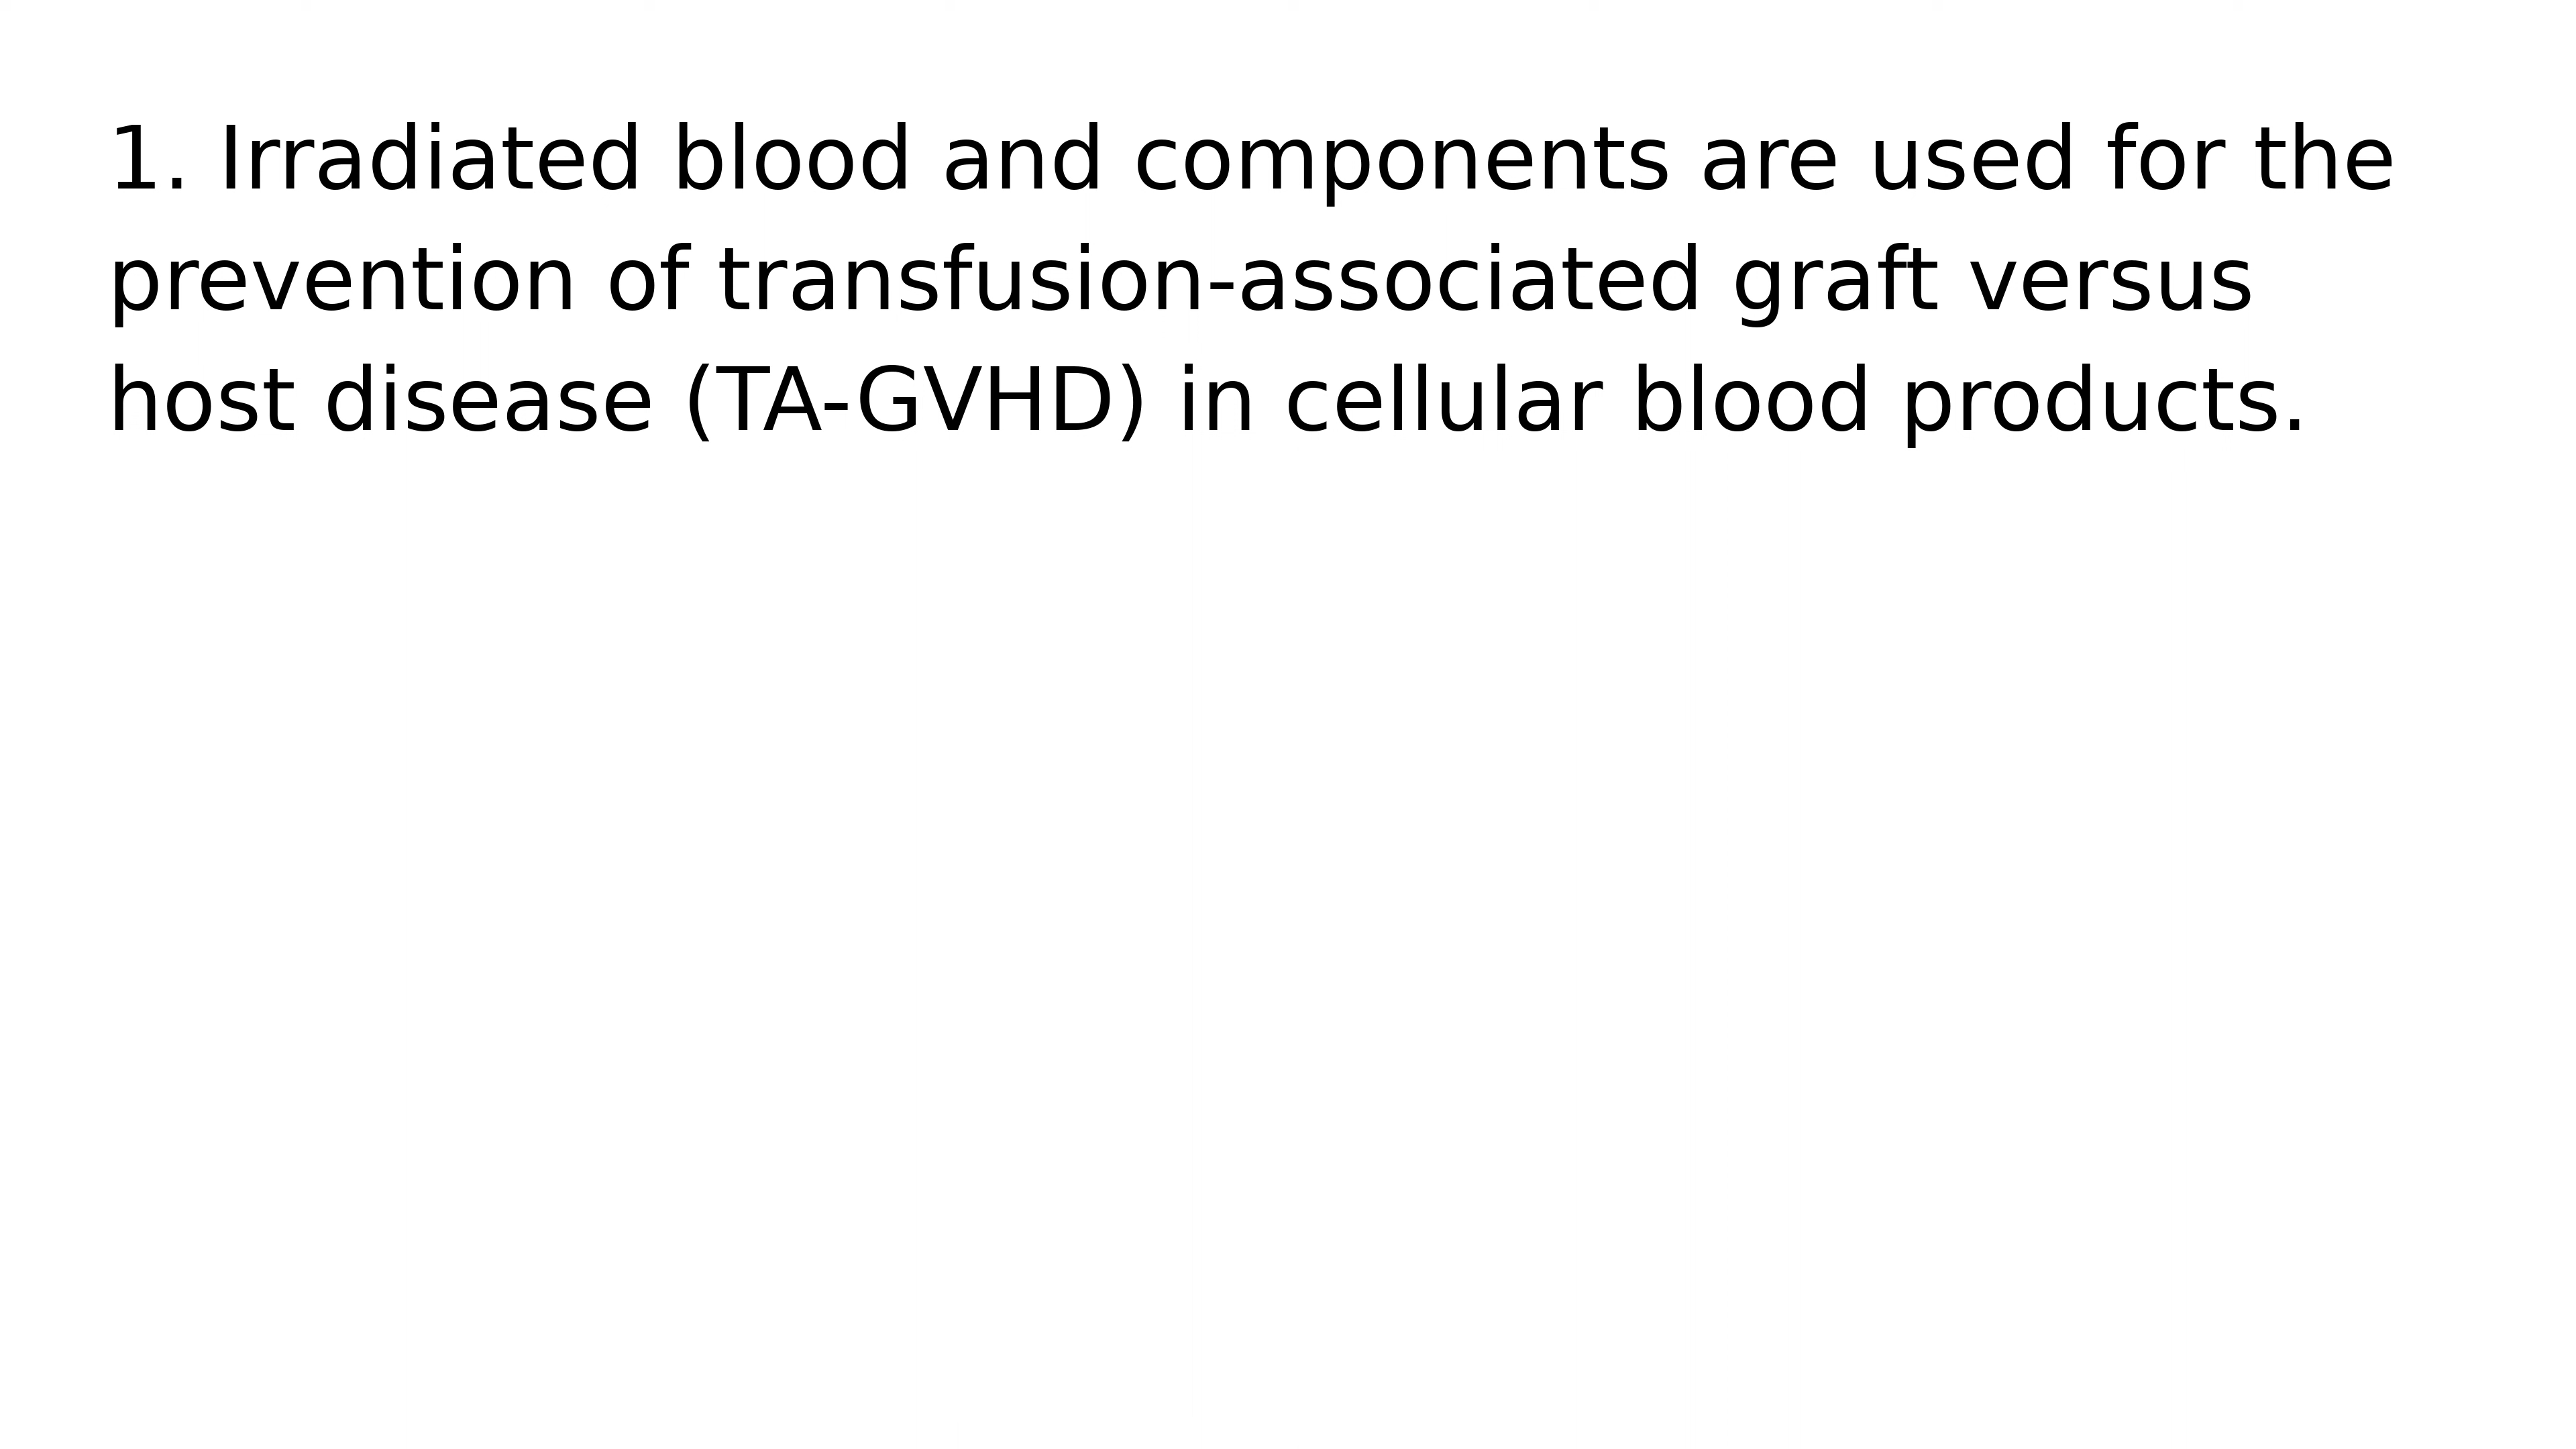 1. Irradiated blood and components are used for the
prevention of transfusion-associated graft versus
host disease (TA-GVHD) in cellular blood products.